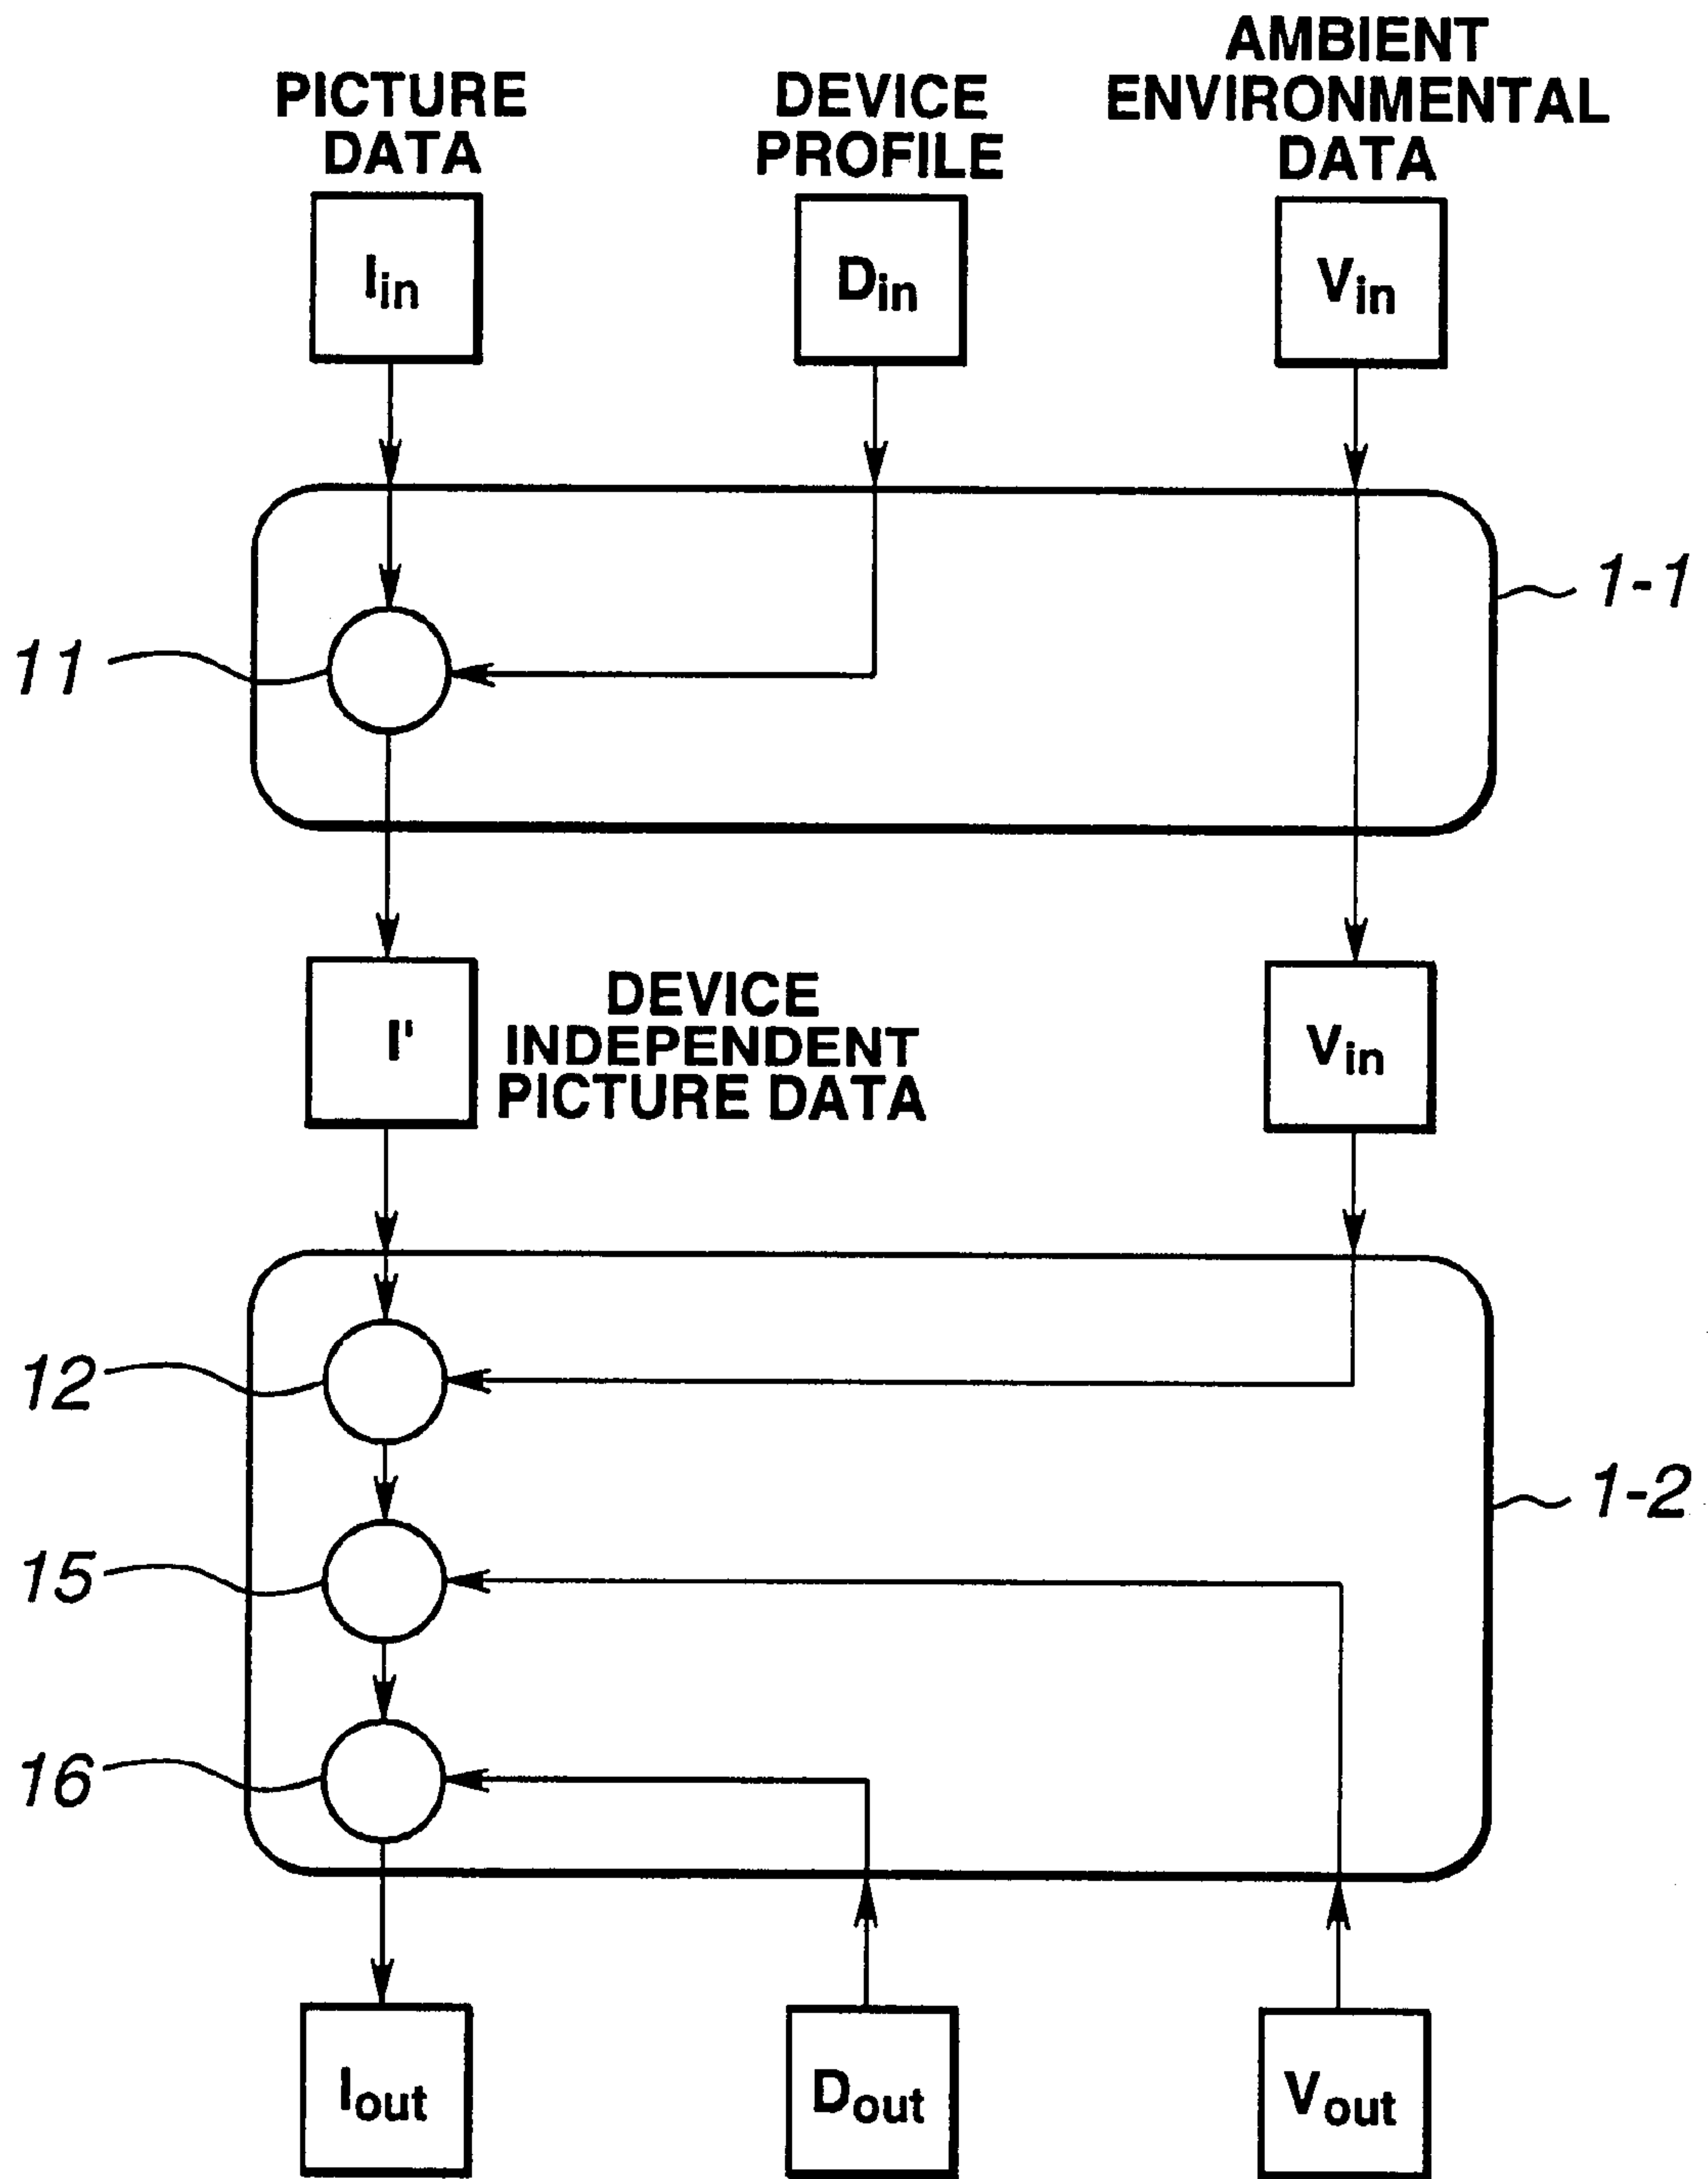 PICTURE
DATA
DEVICE
PROFILE
AMBIENT
ENVIRONMENTAL
DATA
Iin
Din
Vin
1-1
11
I'
DEVICE
INDEPENDENT
PICTURE DATA
Vin
12
1-2
15
16
Iout
Dout
Vout